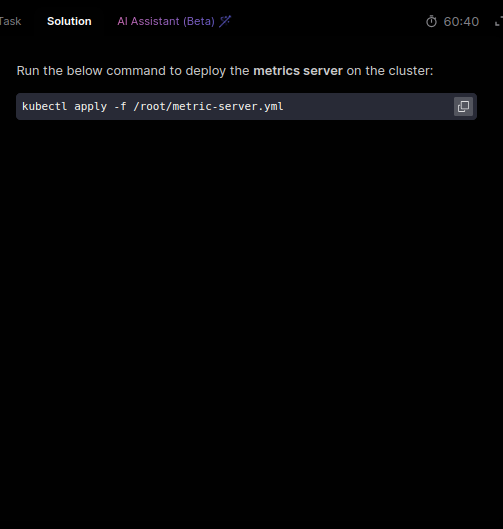 Task Solution AI Assistant (Beta) 60:40
Run the below command to deploy the metrics server on the cluster:
kubectl apply -f /root/metric-server.yml